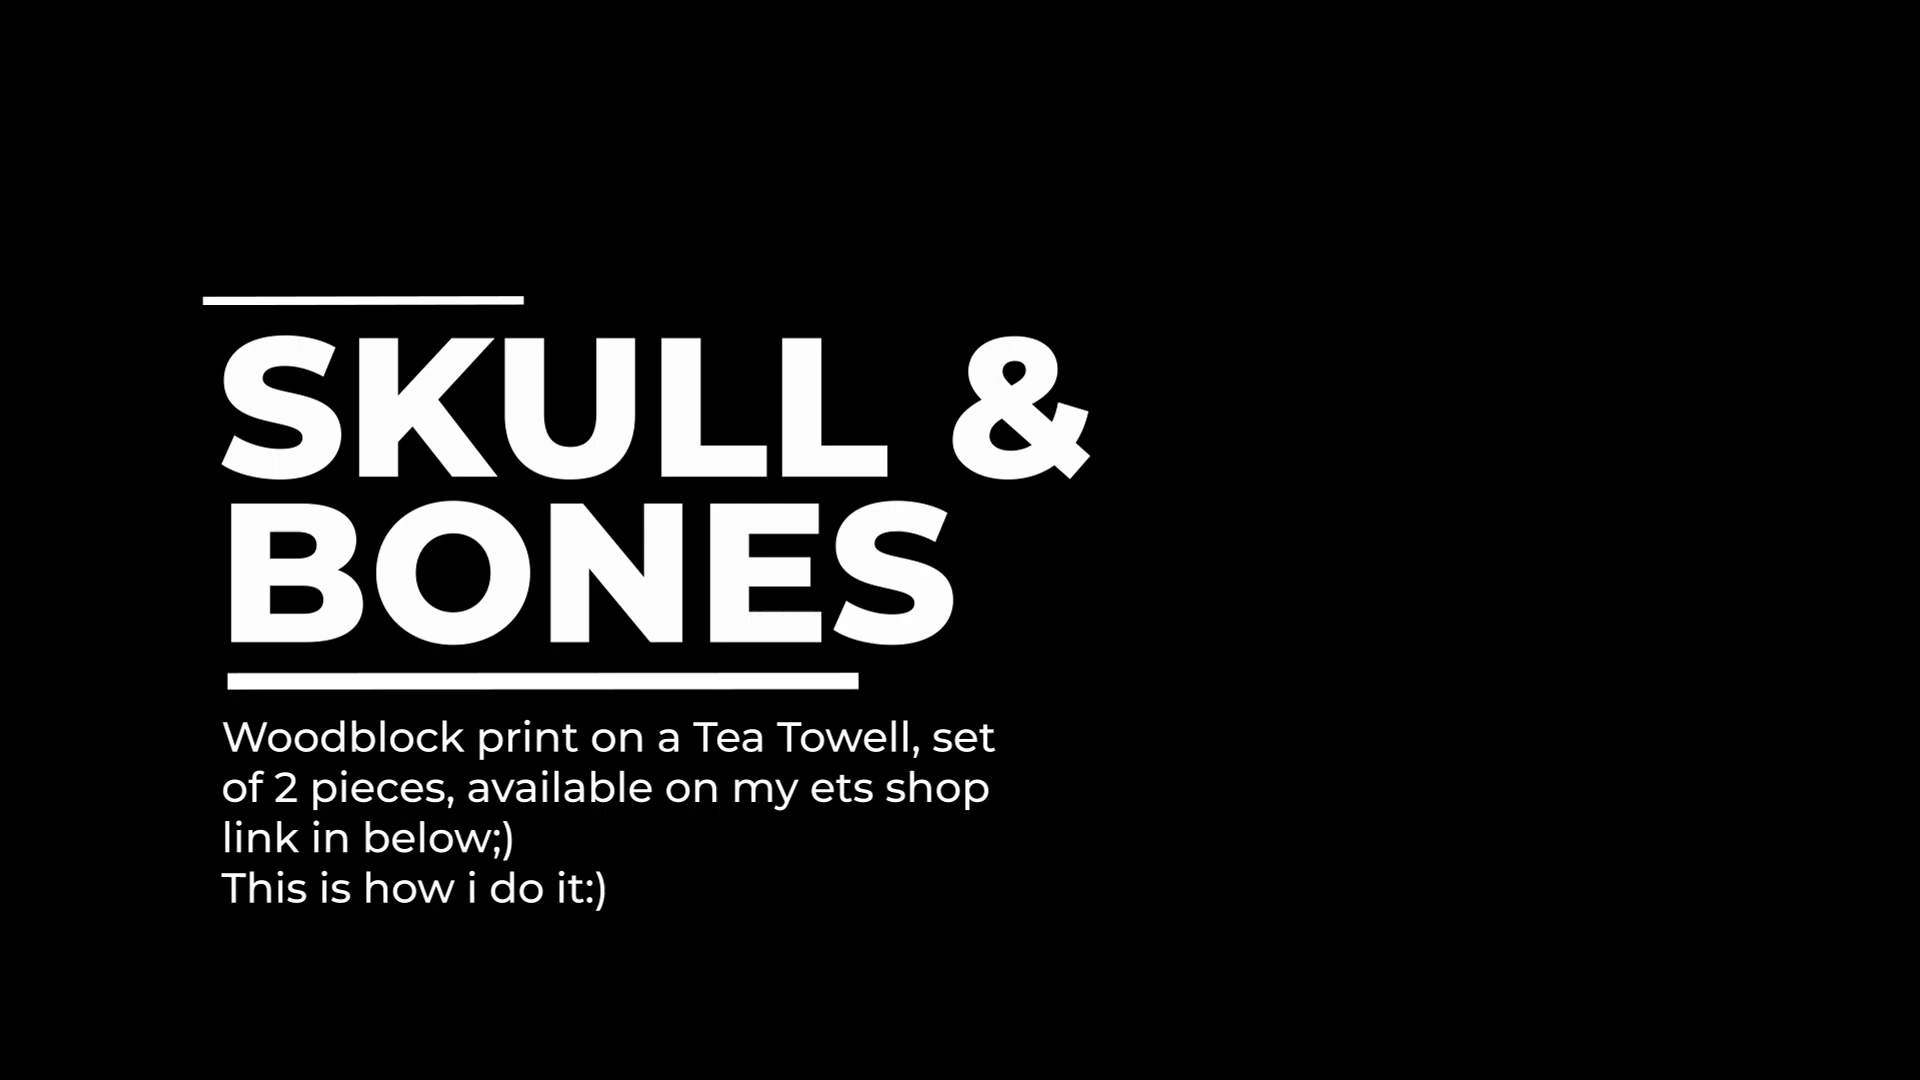 SKULL &
BONES
Woodblock print on a Tea Towell, set
of 2 pieces, available on my ets shop
link in below;)
This is how i do it:)